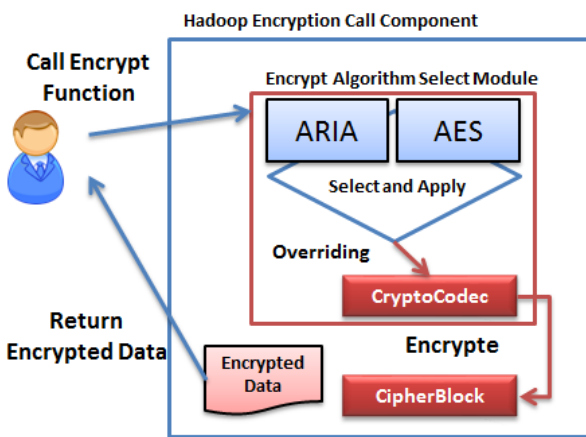 Hadoop Encryption Call Component
Call Encrypt
Function
Encrypt Algorithm Select Module
ARIA
AES
Select and Apply
Overriding
CryptoCodec
Return
Encrypted Data
Encrypte
Encrypted
Data
CipherBlock